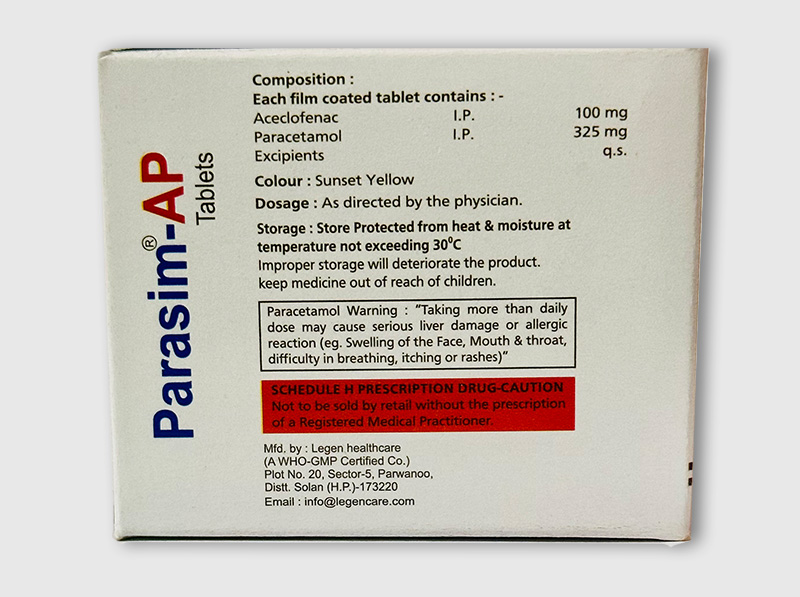 Parasim®-AP
Tablets
Composition :
Each film coated tablet contains : -
Aceclofenac I.P. 100 mg
Paracetamol I.P. 325 mg
Excipients q.s.
Colour : Sunset Yellow
Dosage : As directed by the physician.
Storage : Store Protected from heat & moisture at
temperature not exceeding 30⁰C
Improper storage will deteriorate the product.
keep medicine out of reach of children.
Paracetamol Warning : “Taking more than daily
dose may cause serious liver damage or allergic
reaction (eg. Swelling of the Face, Mouth & throat,
difficulty in breathing, itching or rashes)”
SCHEDULE H PRESCRIPTION DRUG-CAUTION
Not to be sold by retail without the prescription
of a Registered Medical Practitioner.
Mfd. by : Legen healthcare
(A WHO-GMP Certified Co.)
Plot No. 20, Sector-5, Parwanoo,
Distt. Solan (H.P.)-173220
Email : info@legencare.com